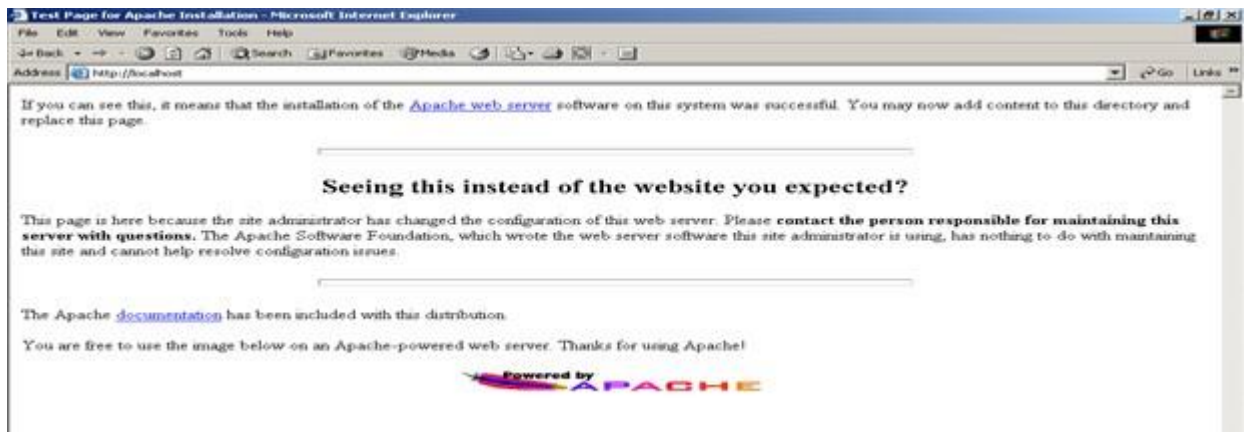 Test Page for Apache Installation - Microsoft Internet Explorer
File Edit View Favorites Tools Help
Back Search Favorites Media
Address http://localhost Go Links »
If you can see this, it means that the installation of the Apache web server software on this system was successful. You may now add content to this directory and
replace this page.
Seeing this instead of the website you expected?
This page is here because the site administrator has changed the configuration of this web server. Please contact the person responsible for maintaining this
server with questions. The Apache Software Foundation, which wrote the web server software this site administrator is using, has nothing to do with maintaining
this site and cannot help resolve configuration issues.
The Apache documentation has been included with this distribution.
You are free to use the image below on an Apache-powered web server. Thanks for using Apache!
Powered by
APACHE